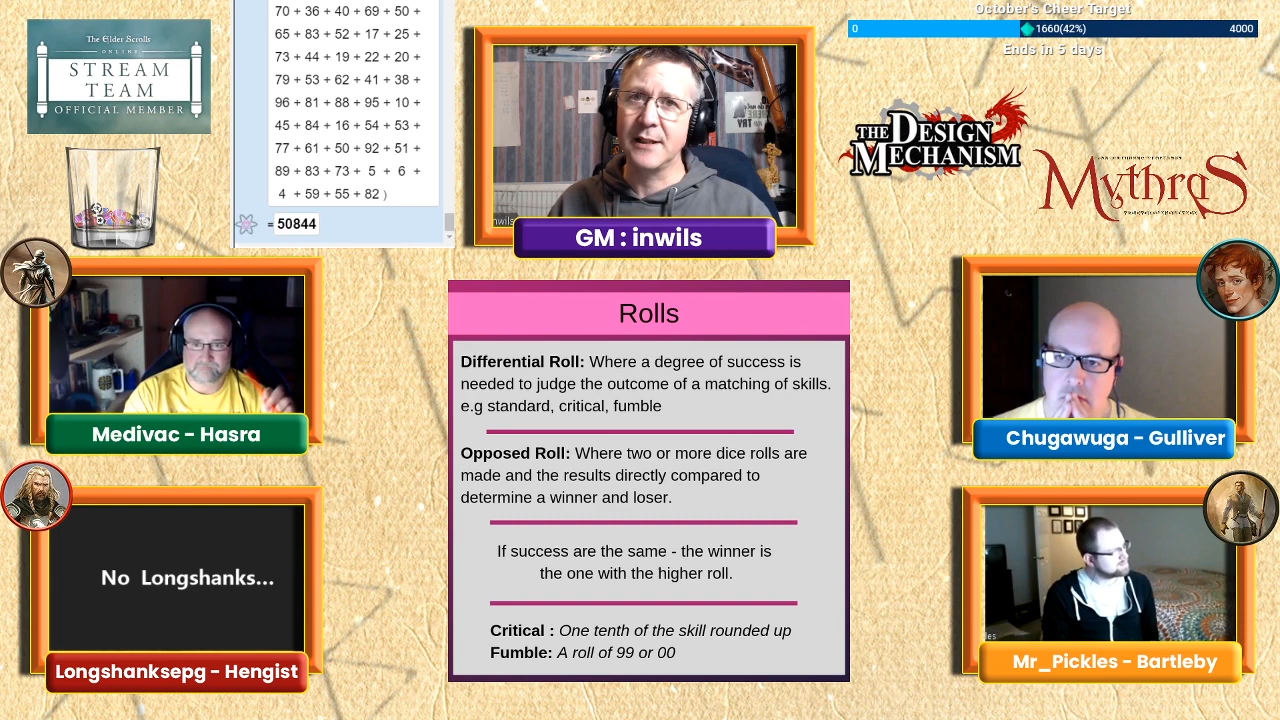 The Elder Scrolls
ONLINE
STREAM
TEAM
OFFICIAL MEMBER
70 + 36 + 40 + 69 + 50 +
65 + 83 + 52 + 17 + 25 +
73 + 44 + 19 + 22 + 20 +
79 + 53 + 62 + 41 + 38 +
96 + 81 + 88 + 95 + 10 +
45 + 84 + 16 + 54 + 53 +
77 + 61 + 50 + 92 + 51 +
89 + 83 + 73 + 5 + 6 +
4 + 59 + 55 + 82 )
= 50844
GM : inwils
October's Cheer Target
0 1660(42%) 4000
Ends in 5 days
THE DESIGN
MECHANISM
MYTHRAS
Medivac - Hasra
Chugawuga - Gulliver
No Longshanks...
Longshanksepg - Hengist
Mr_Pickles - Bartleby
Rolls
Differential Roll: Where a degree of success is
needed to judge the outcome of a matching of skills.
e.g standard, critical, fumble
Opposed Roll: Where two or more dice rolls are
made and the results directly compared to
determine a winner and loser.
If success are the same - the winner is
the one with the higher roll.
Critical : One tenth of the skill rounded up
Fumble: A roll of 99 or 00